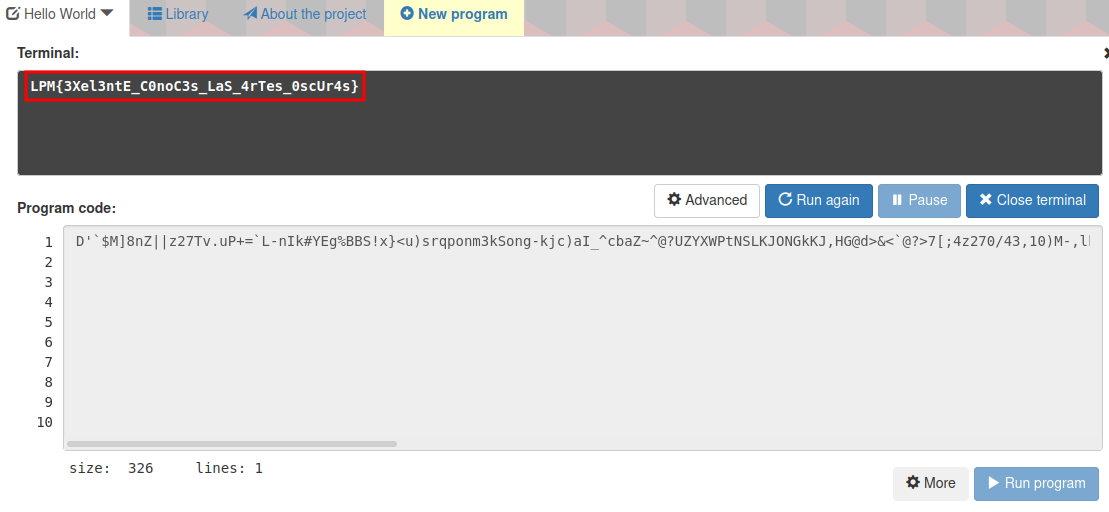 Hello World Library About the project New program
Terminal:
LPM{3Xel3ntE_C0noC3s_LaS_4rTes_0scUr4s}
Advanced Run again Pause Close terminal
Program code:
1 D'`$M]8nZ||z27Tv.uP+=`L-nIk#YEg%BBS!x}<u)srqponm3kSong-kjc)aI_^cbaZ~^@?UZYXWPtNSLKJONGkKJ,HG@d>&<`@?>7[;4z270/43,10)M-,l
2
3
4
5
6
7
8
9
10
size: 326 lines: 1
More Run program